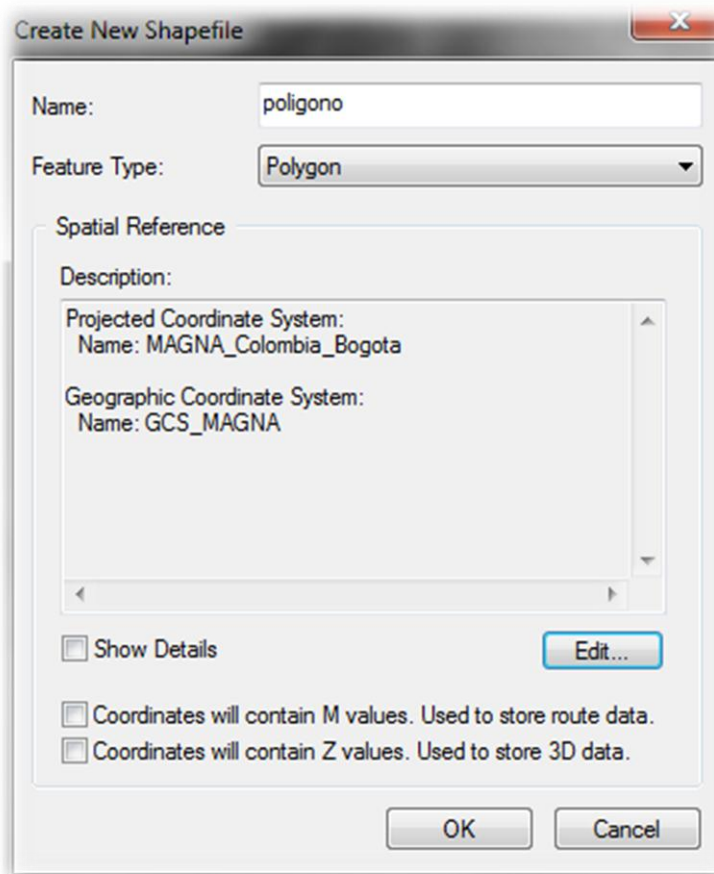 Create New Shapefile
Name:
poligono
Feature Type:
Polygon
Spatial Reference
Description:
Projected Coordinate System:
Name: MAGNA_Colombia_Bogota
Geographic Coordinate System:
Name: GCS_MAGNA
Show Details
Edit...
Coordinates will contain M values. Used to store route data.
Coordinates will contain Z values. Used to store 3D data.
OK
Cancel